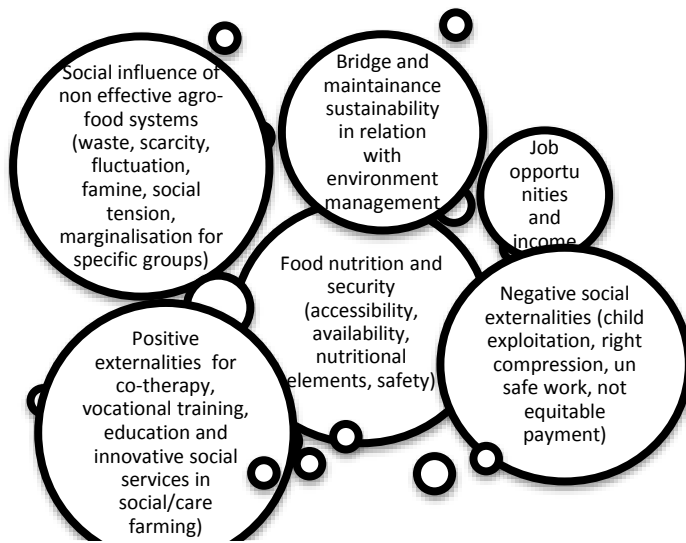 Social influence of
non effective agro-
food systems
(waste, scarcity,
fluctuation,
famine, social
tension,
marginalisation for
specific groups)
Bridge and
maintainance
sustainability
in relation
with
environment
management
Job
opportu
nities
and
income
Food nutrition and
security
(accessibility,
availability,
nutritional
elements, safety)
Negative social
externalities (child
exploitation, right
compression, un
safe work, not
equitable
payment)
Positive
externalities for
co-therapy,
vocational training,
education and
innovative social
services in
social/care
farming)